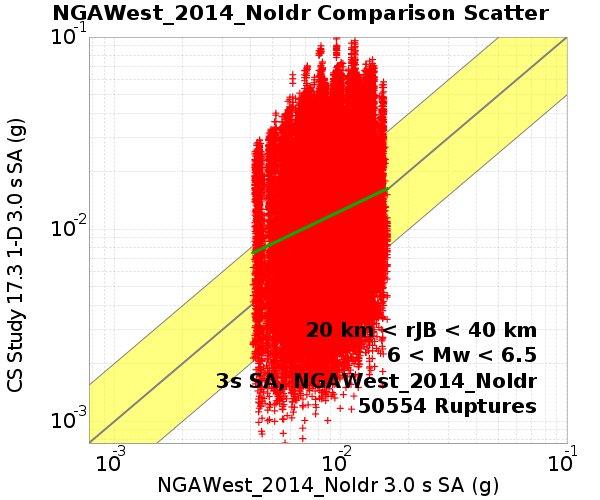 NGAWest_2014_NoIdr Comparison Scatter
CS Study 17.3 1-D 3.0 s SA (g)
10-1
10-2
10-3
20 km < rJB < 40 km
6 < Mw < 6.5
3s SA, NGAWest_2014_NoIdr
50554 Ruptures
10-3 10-2 10-1
NGAWest_2014_NoIdr 3.0 s SA (g)